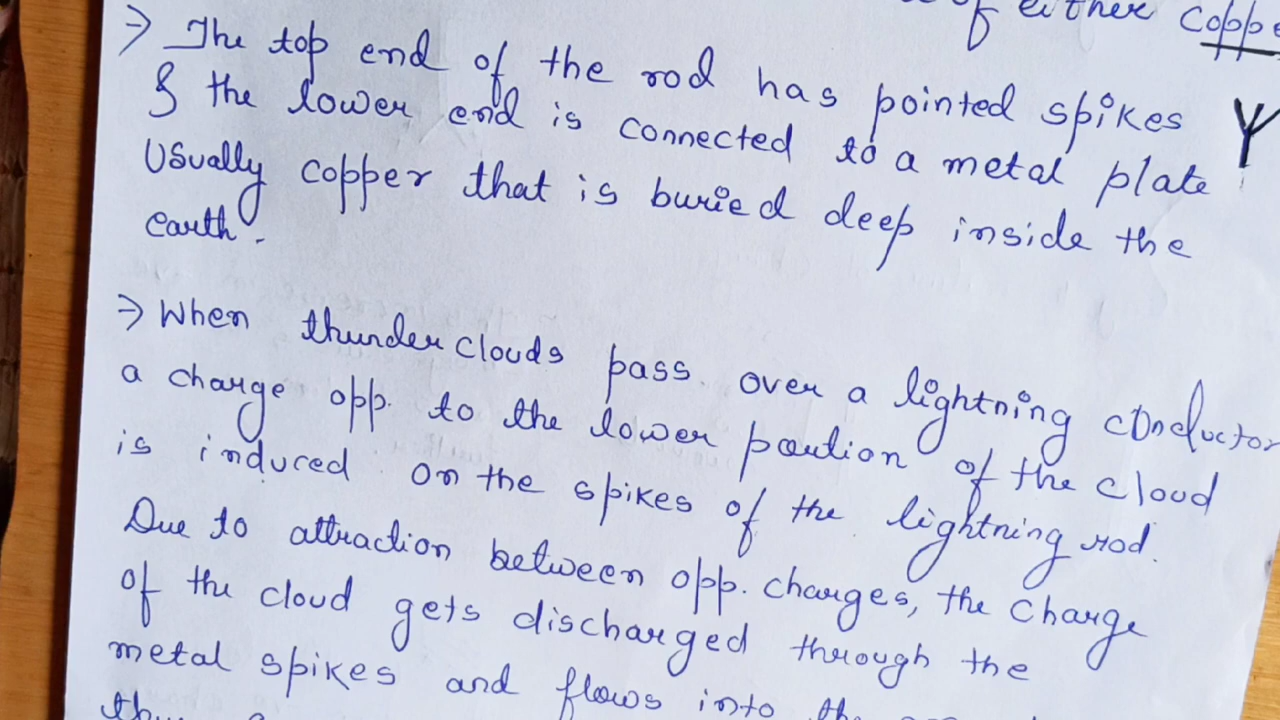 of either Coppe
→ The top end of the rod has pointed spikes
& the lower end is connected to a metal plate
Usually copper that is buried deep inside the
earth.
→ When thunder clouds pass over a lightning conductor
a charge opp. to the lower portion of the cloud
is induced on the spikes of the lightning rod.
Due to attraction between opp. charges, the charge
of the cloud gets discharged through the
metal spikes and flows into the